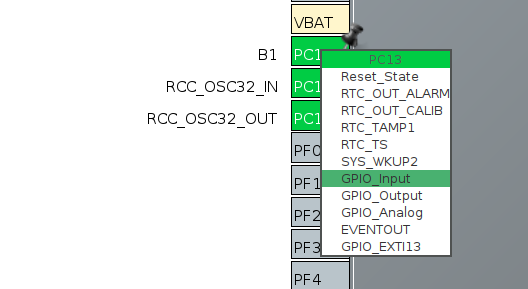 VBAT
B1 PC1
PC13
Reset_State
RCC_OSC32_IN PC1
RTC_OUT_ALARM
RTC_OUT_CALIB
RCC_OSC32_OUT PC1
RTC_TAMP1
RTC_TS
PF0
SYS_WKUP2
GPIO_Input
PF1
GPIO_Output
PF2
GPIO_Analog
EVENTOUT
PF3
GPIO_EXTI13
PF4